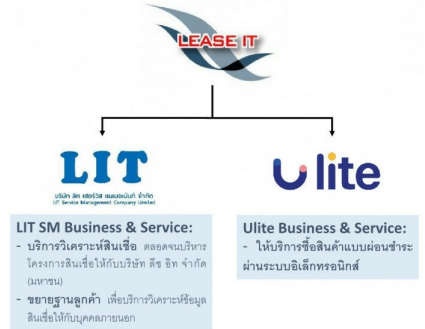 LEASE IT
LIT
บริษัท ลิท เซอร์วิส แมเนจเม้นท์ จำกัด
LIT Service Management Company Limited
Ulite
LIT SM Business & Service:
- บริการวิเคราะห์สินเชื่อ ตลอดจนบริหาร
โครงการสินเชื่อให้กับบริษัท ลีซ อิท จำกัด
(มหาชน)
- ขยายฐานลูกค้า เพื่อบริการวิเคราะห์ข้อมูล
สินเชื่อให้กับบุคคลภายนอก
Ulite Business & Service:
- ให้บริการซื้อสินค้าแบบผ่อนชำระ
ผ่านระบบอิเล็กทรอนิกส์